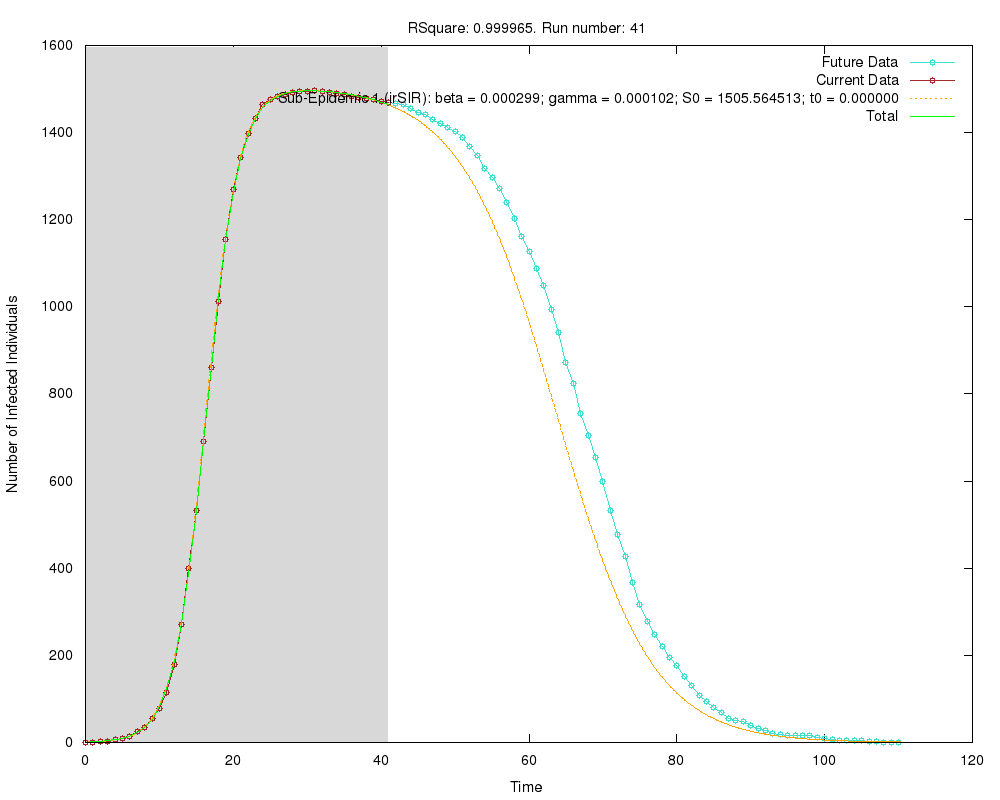 RSquare: 0.999965. Run number: 41
1600
1400
1200
1000
800
600
400
200
0
Number of Infected Individuals
Future Data
Current Data
Sub-Epidemic 1 (irSIR): beta = 0.000299; gamma = 0.000102; S0 = 1505.564513; t0 = 0.000000
Total
0 20 40 60 80 100 120
Time